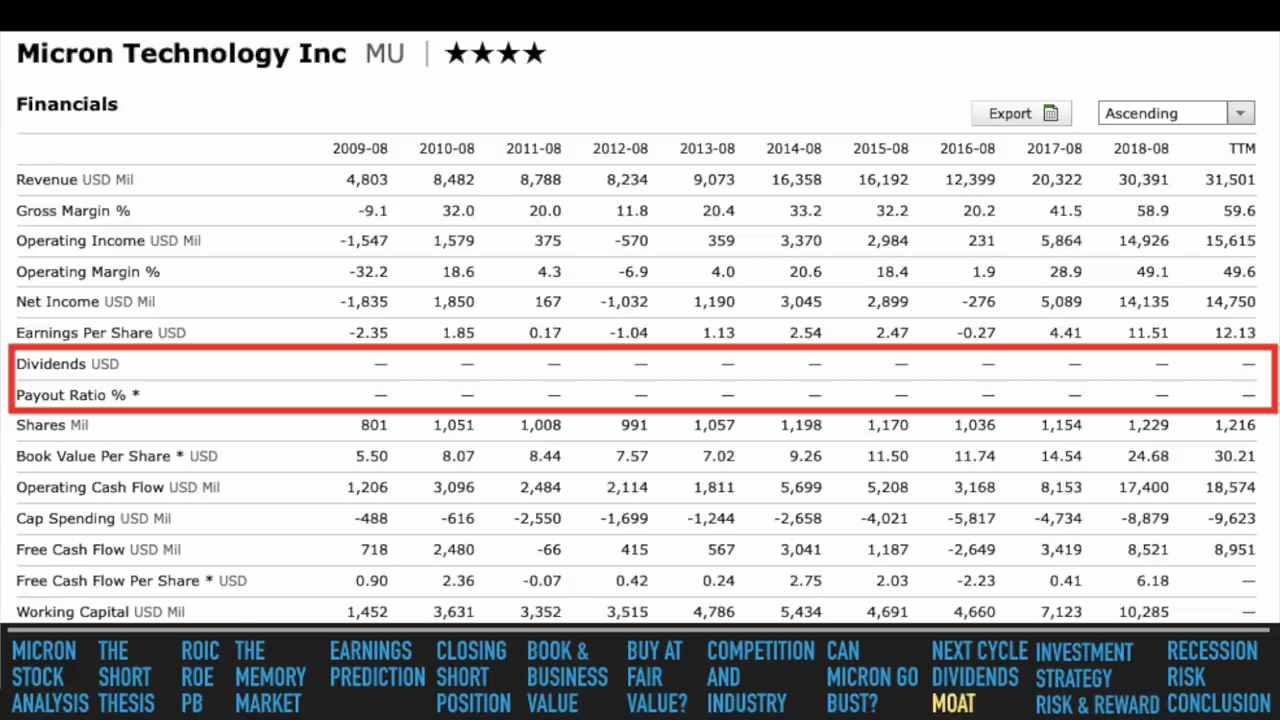 Micron Technology Inc MU | ★★★★
Financials
Export Ascending
2009-08 2010-08 2011-08 2012-08 2013-08 2014-08 2015-08 2016-08 2017-08 2018-08 TTM
Revenue USD Mil 4,803 8,482 8,788 8,234 9,073 16,358 16,192 12,399 20,322 30,391 31,501
Gross Margin % -9.1 32.0 20.0 11.8 20.4 33.2 32.2 20.2 41.5 58.9 59.6
Operating Income USD Mil -1,547 1,579 375 -570 359 3,370 2,984 231 5,864 14,926 15,615
Operating Margin % -32.2 18.6 4.3 -6.9 4.0 20.6 18.4 1.9 28.9 49.1 49.6
Net Income USD Mil -1,835 1,850 167 -1,032 1,190 3,045 2,899 -276 5,089 14,135 14,750
Earnings Per Share USD -2.35 1.85 0.17 -1.04 1.13 2.54 2.47 -0.27 4.41 11.51 12.13
Dividends USD — — — — — — — — — — —
Payout Ratio % * — — — — — — — — — — —
Shares Mil 801 1,051 1,008 991 1,057 1,198 1,170 1,036 1,154 1,229 1,216
Book Value Per Share * USD 5.50 8.07 8.44 7.57 7.02 9.26 11.50 11.74 14.54 24.68 30.21
Operating Cash Flow USD Mil 1,206 3,096 2,484 2,114 1,811 5,699 5,208 3,168 8,153 17,400 18,574
Cap Spending USD Mil -488 -616 -2,550 -1,699 -1,244 -2,658 -4,021 -5,817 -4,734 -8,879 -9,623
Free Cash Flow USD Mil 718 2,480 -66 415 567 3,041 1,187 -2,649 3,419 8,521 8,951
Free Cash Flow Per Share * USD 0.90 2.36 -0.07 0.42 0.24 2.75 2.03 -2.23 0.41 6.18 —
Working Capital USD Mil 1,452 3,631 3,352 3,515 4,786 5,434 4,691 4,660 7,123 10,285 —
MICRON
STOCK
ANALYSIS
THE
SHORT
THESIS
ROIC
ROE
PB
THE
MEMORY
MARKET
EARNINGS
PREDICTION
CLOSING
SHORT
POSITION
BOOK &
BUSINESS
VALUE
BUY AT
FAIR
VALUE?
COMPETITION
AND
INDUSTRY
CAN
MICRON GO
BUST?
NEXT CYCLE
DIVIDENDS
MOAT
INVESTMENT
STRATEGY
RISK & REWARD
RECESSION
RISK
CONCLUSION